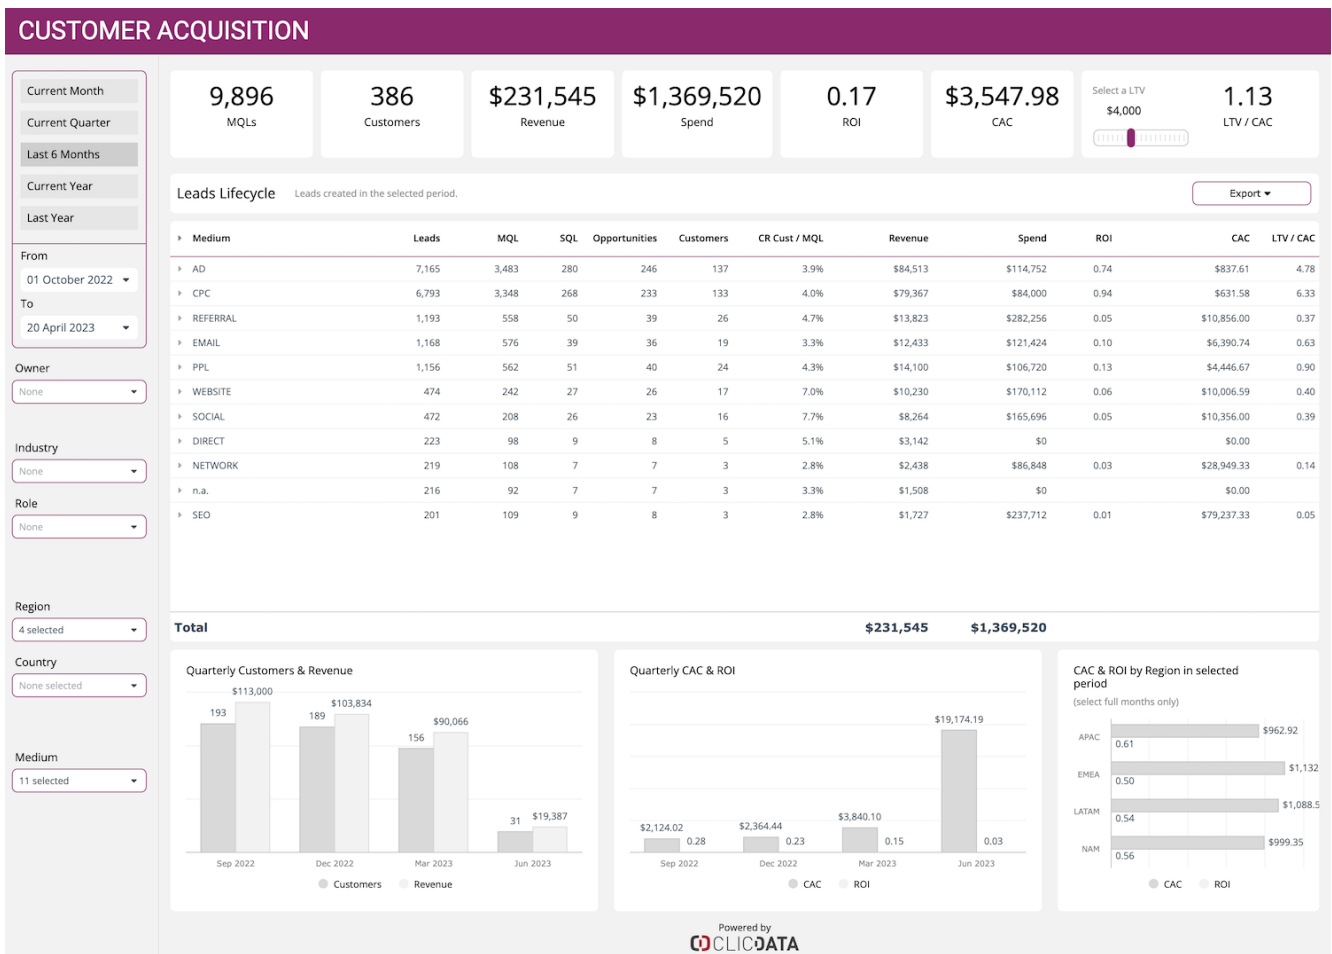 CUSTOMER ACQUISITION
Current Month
Current Quarter
Last 6 Months
Current Year
Last Year
From
01 October 2022
To
20 April 2023
Owner
None
Industry
None
Role
None
Region
4 selected
Country
None selected
Medium
11 selected
9,896
MQLs
386
Customers
$231,545
Revenue
$1,369,520
Spend
0.17
ROI
$3,547.98
CAC
Select a LTV
$4,000
1.13
LTV / CAC
Leads Lifecycle Leads created in the selected period.
Export
Medium Leads MQL SQL Opportunities Customers CR Cust / MQL Revenue Spend ROI CAC LTV / CAC
AD 7,165 3,483 280 246 137 3.9% $84,513 $114,752 0.74 $837.61 4.78
CPC 6,793 3,348 268 233 133 4.0% $79,367 $84,000 0.94 $631.58 6.33
REFERRAL 1,193 558 50 39 26 4.7% $13,823 $282,256 0.05 $10,856.00 0.37
EMAIL 1,168 576 39 36 19 3.3% $12,433 $121,424 0.10 $6,390.74 0.63
PPL 1,156 562 51 40 24 4.3% $14,100 $106,720 0.13 $4,446.67 0.90
WEBSITE 474 242 27 26 17 7.0% $10,230 $170,112 0.06 $10,006.59 0.40
SOCIAL 472 208 26 23 16 7.7% $8,264 $165,696 0.05 $10,356.00 0.39
DIRECT 223 98 9 8 5 5.1% $3,142 $0 $0.00
NETWORK 219 108 7 7 3 2.8% $2,438 $86,848 0.03 $28,949.33 0.14
n.a. 216 92 7 7 3 3.3% $1,508 $0 $0.00
SEO 201 109 9 8 3 2.8% $1,727 $237,712 0.01 $79,237.33 0.05
Total $231,545 $1,369,520
Quarterly Customers & Revenue
193 $113,000 189 $103,834 156 $90,066 31 $19,387
Sep 2022 Dec 2022 Mar 2023 Jun 2023
Customers Revenue
Quarterly CAC & ROI
$2,124.02 0.28 $2,364.44 0.23 $3,840.10 0.15 $19,174.19 0.03
Sep 2022 Dec 2022 Mar 2023 Jun 2023
CAC ROI
CAC & ROI by Region in selected
period
(select full months only)
APAC $962.92
0.61
EMEA $1,132
0.50
LATAM $1,088.5
0.54
NAM $999.35
0.56
CAC ROI
Powered by
CLICDATA